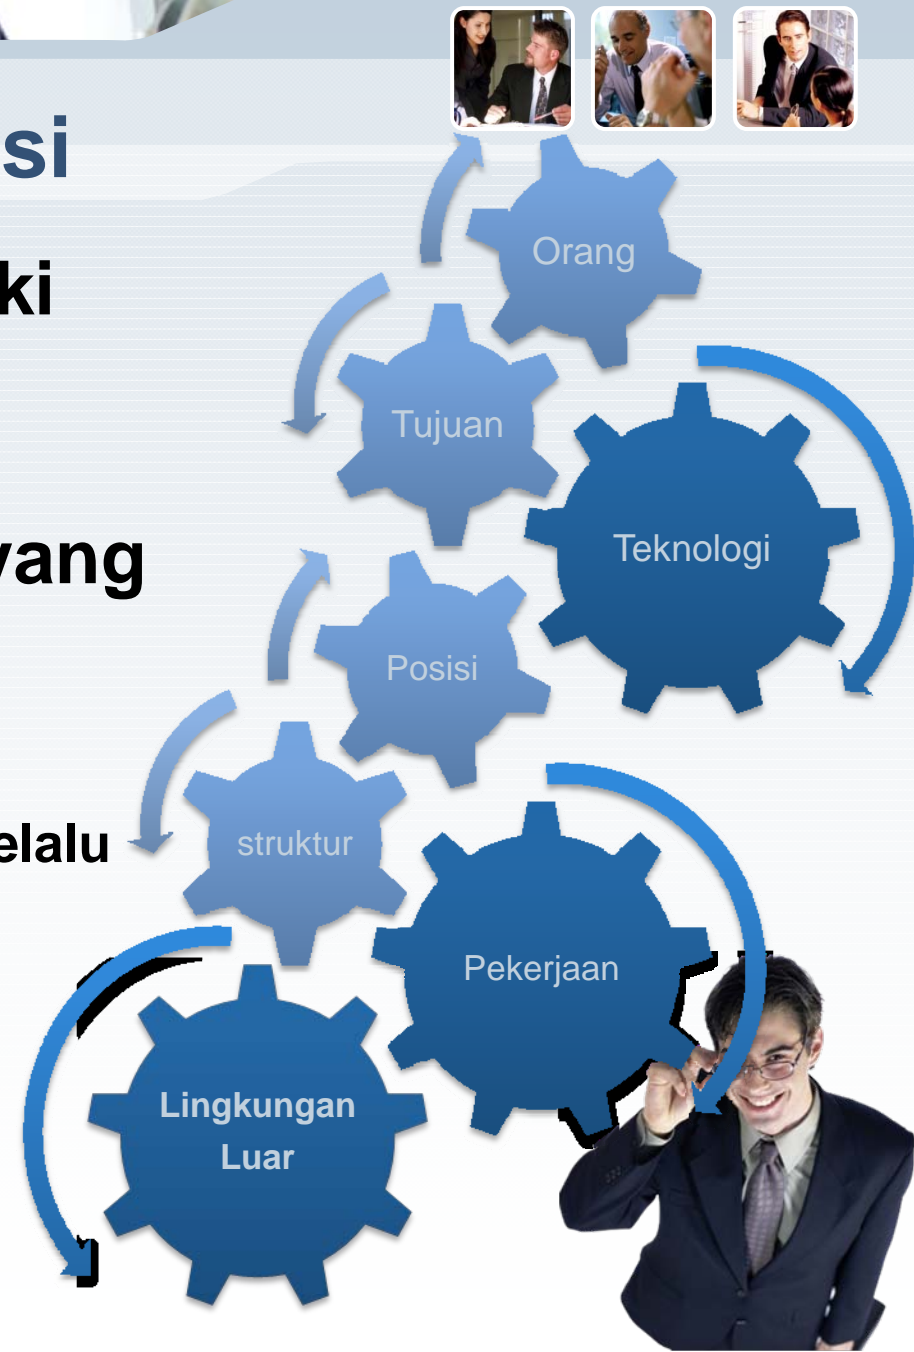 si
ki
yang
elalu
Orang
Tujuan
Teknologi
Posisi
struktur
Pekerjaan
Lingkungan
Luar